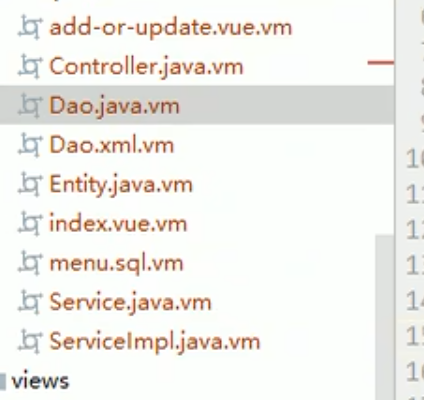 add-or-update.vue.vm
Controller.java.vm
Dao.java.vm
Dao.xml.vm
Entity.java.vm
index.vue.vm
menu.sql.vm
Service.java.vm
ServiceImpl.java.vm
views